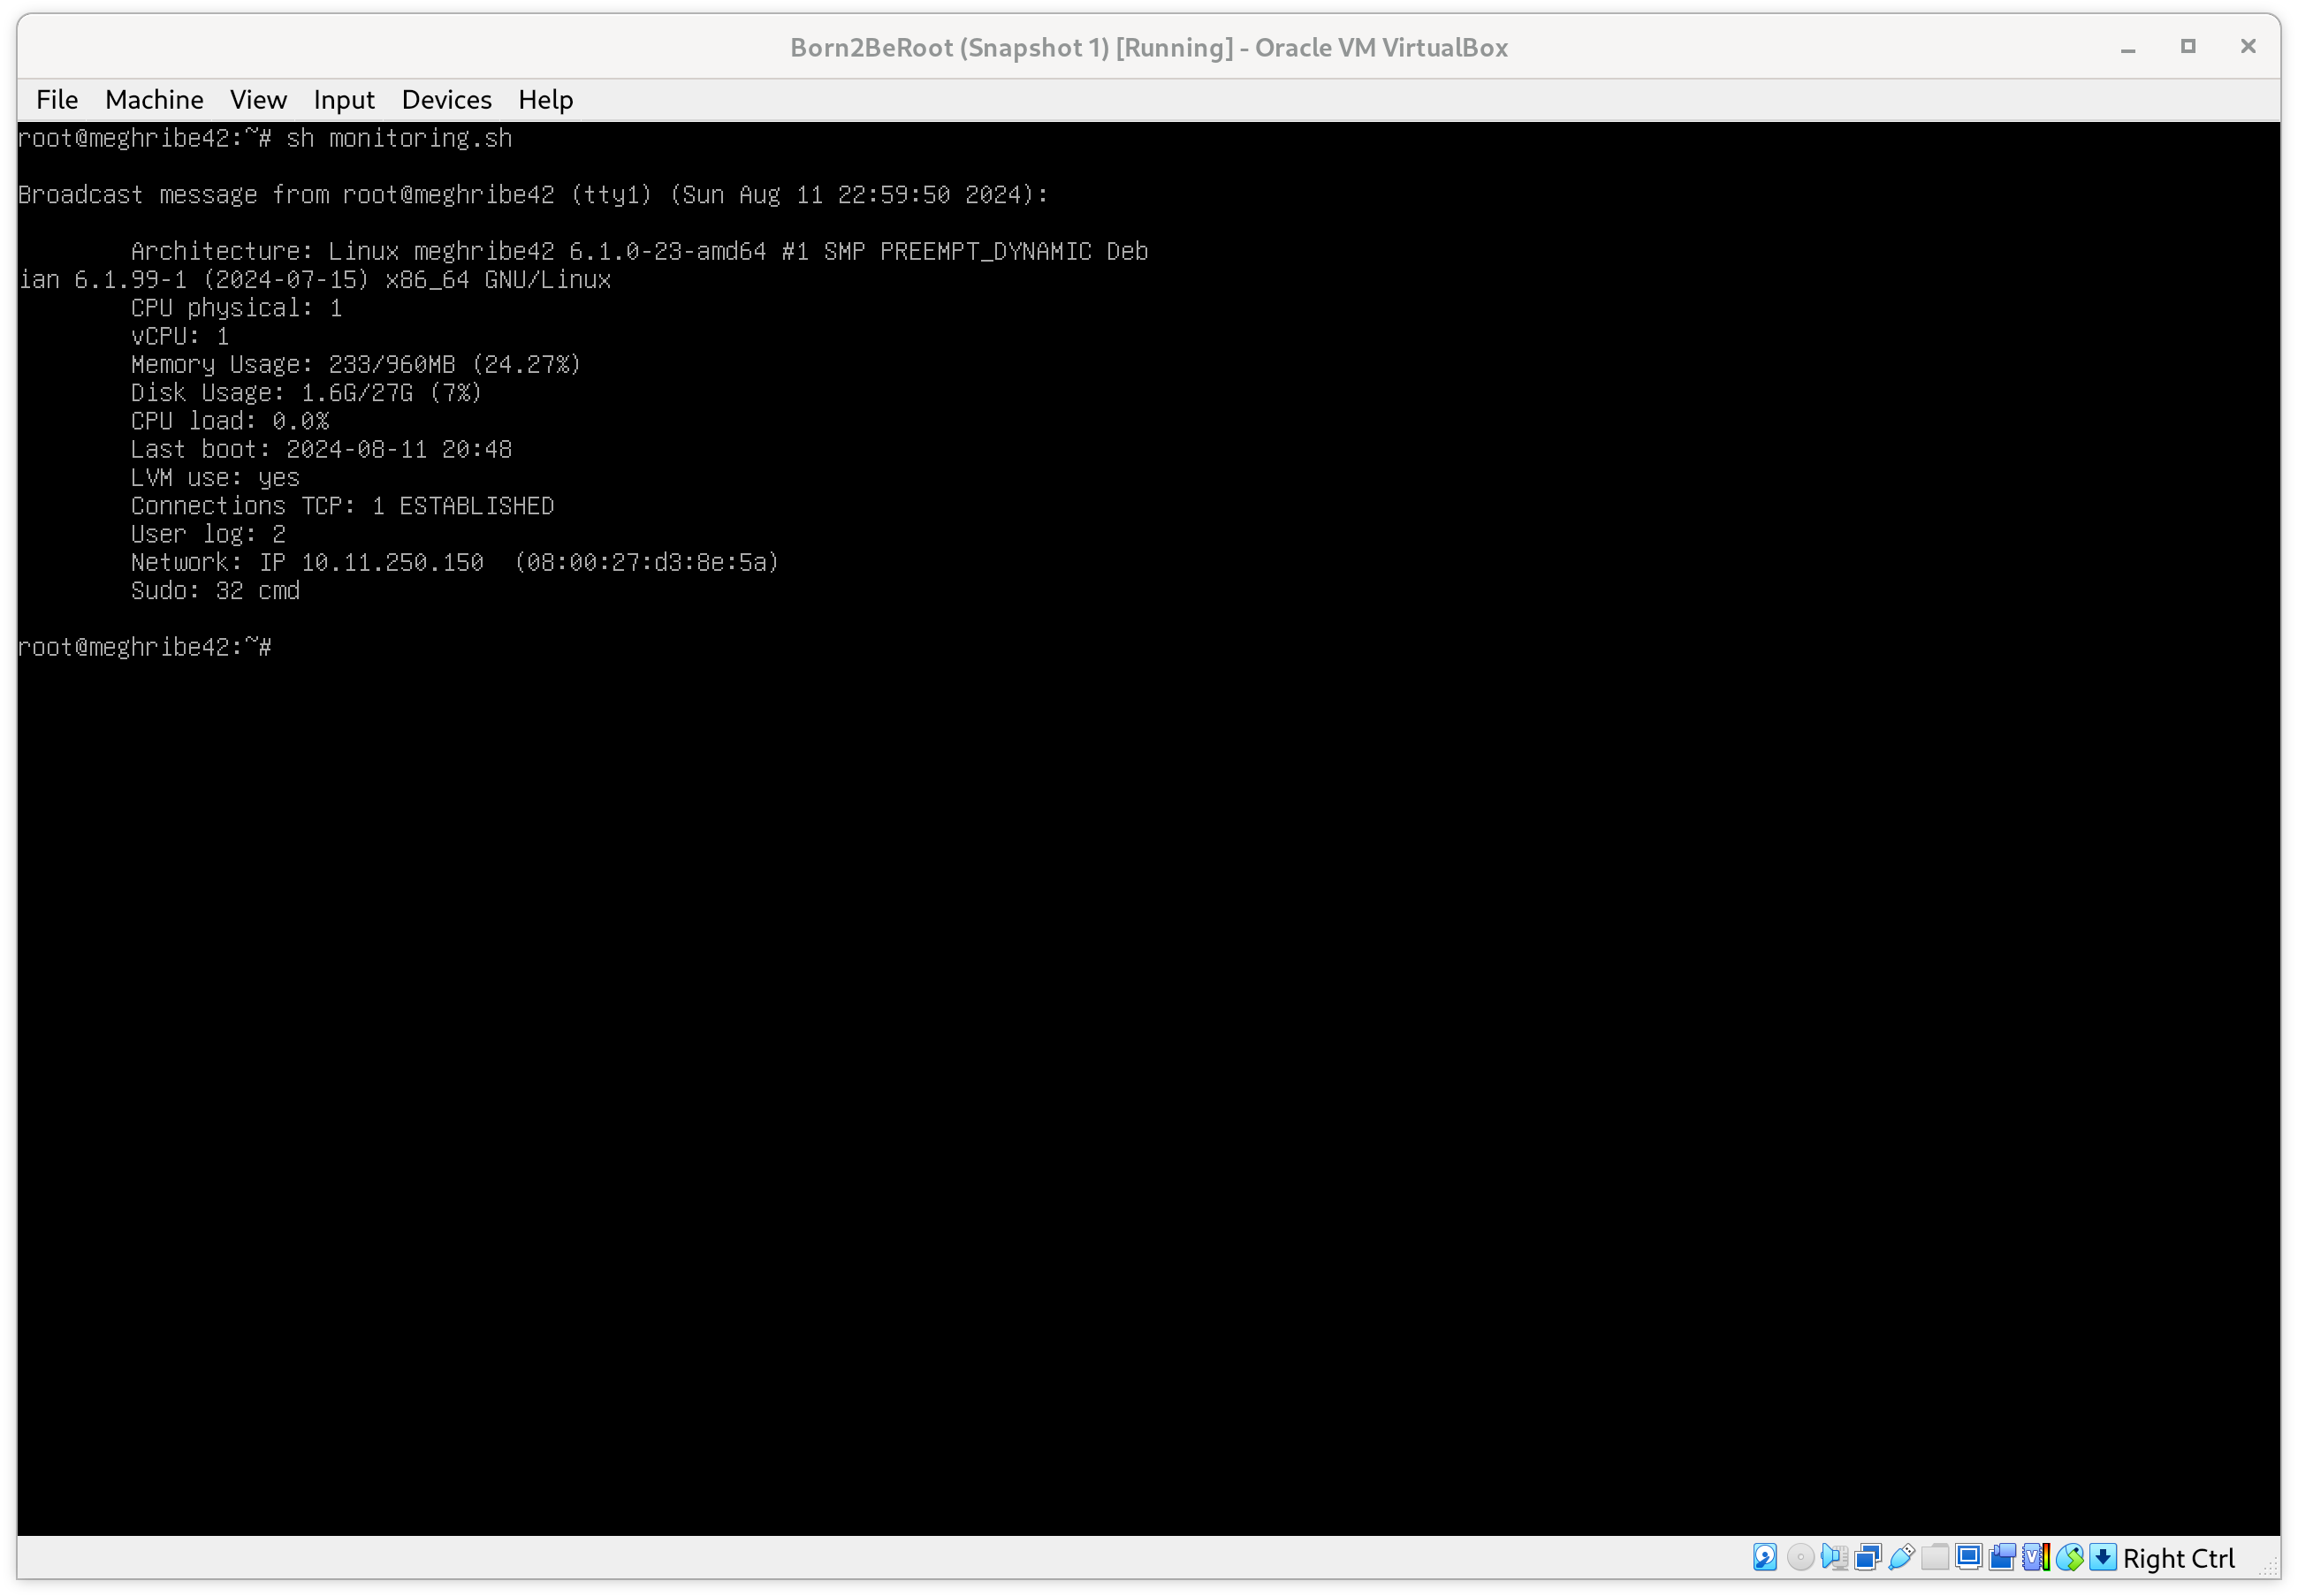 Born2BeRoot (Snapshot 1) [Running] - Oracle VM VirtualBox
File Machine View Input Devices Help
root@meghribe42:~# sh monitoring.sh
Broadcast message from root@meghribe42 (tty1) (Sun Aug 11 22:59:50 2024):
Architecture: Linux meghribe42 6.1.0-23-amd64 #1 SMP PREEMPT_DYNAMIC Deb
ian 6.1.99-1 (2024-07-15) x86_64 GNU/Linux
CPU physical: 1
vCPU: 1
Memory Usage: 233/960MB (24.27%)
Disk Usage: 1.6G/27G (7%)
CPU load: 0.0%
Last boot: 2024-08-11 20:48
LVM use: yes
Connections TCP: 1 ESTABLISHED
User log: 2
Network: IP 10.11.250.150  (08:00:27:d3:8e:5a)
Sudo: 32 cmd
root@meghribe42:~#
Right Ctrl